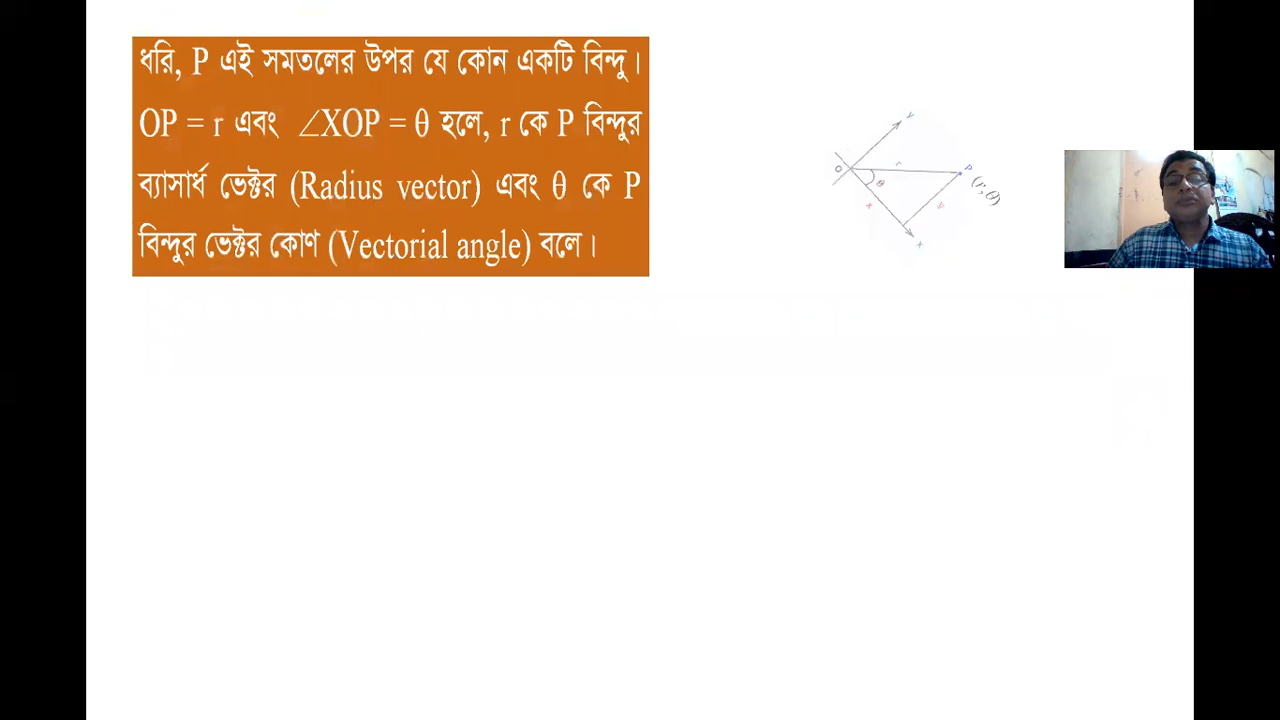 ধরি, P এই সমতলের উপর যে কোন একটি বিন্দু।
OP = r এবং ∠XOP = θ হলে, r কে P বিন্দুর
ব্যাসার্ধ ভেক্টর (Radius vector) এবং θ কে P
বিন্দুর ভেক্টর কোণ (Vectorial angle) বলে।
y
O
r
P
θ
(r, θ)
x
y
x